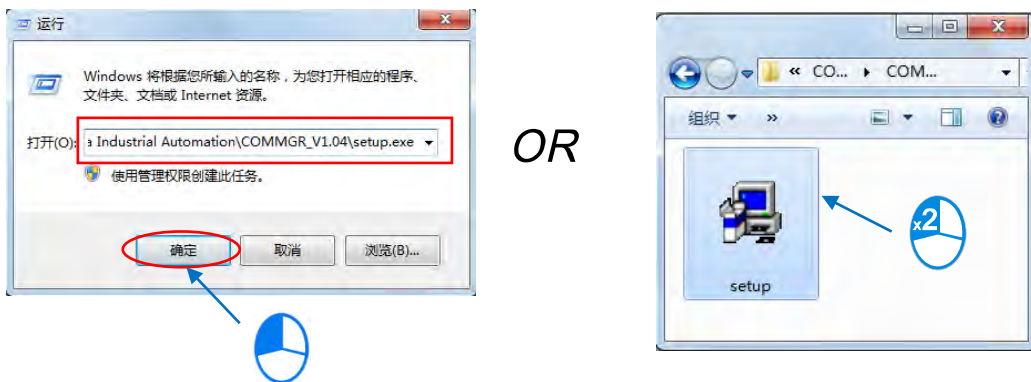 运行
Windows 将根据您所输入的名称，为您打开相应的程序、
文件夹、文档或 Internet 资源。
打开(O): Industrial Automation\COMMGR_V1.04\setup.exe
使用管理权限创建此任务。
确定 取消 浏览(B)...
OR
« CO... COM...
组织 »
x2
setup